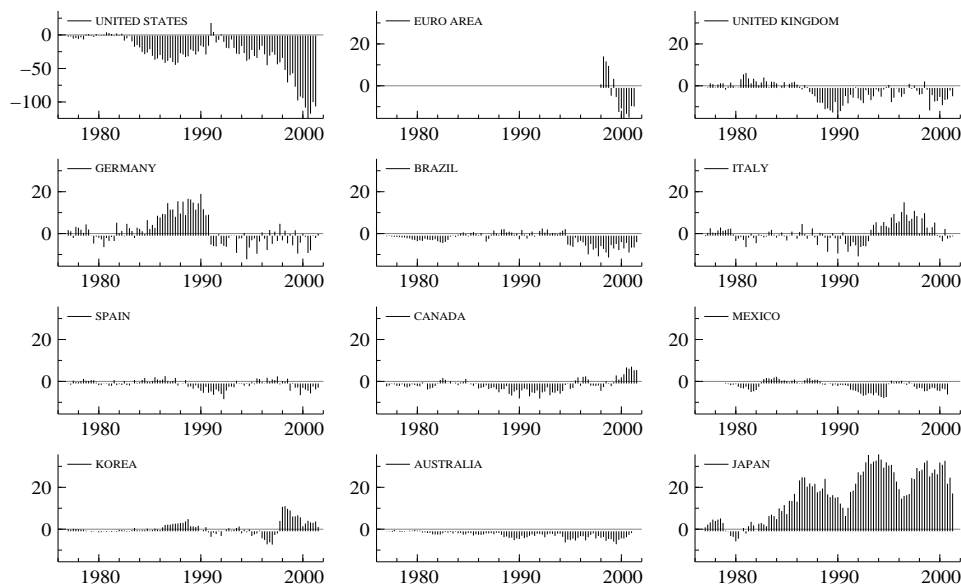 UNITED STATES
0
−50
−100
1980 1990 2000
EURO AREA
20
0
1980 1990 2000
UNITED KINGDOM
20
0
1980 1990 2000
GERMANY
20
0
1980 1990 2000
BRAZIL
20
0
1980 1990 2000
ITALY
20
0
1980 1990 2000
SPAIN
20
0
1980 1990 2000
CANADA
20
0
1980 1990 2000
MEXICO
20
0
1980 1990 2000
KOREA
20
0
1980 1990 2000
AUSTRALIA
20
0
1980 1990 2000
JAPAN
20
0
1980 1990 2000